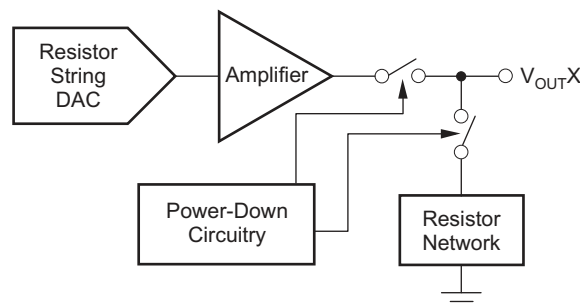 Resistor
String
DAC
Amplifier
V_OUTX
Power-Down
Circuitry
Resistor
Network